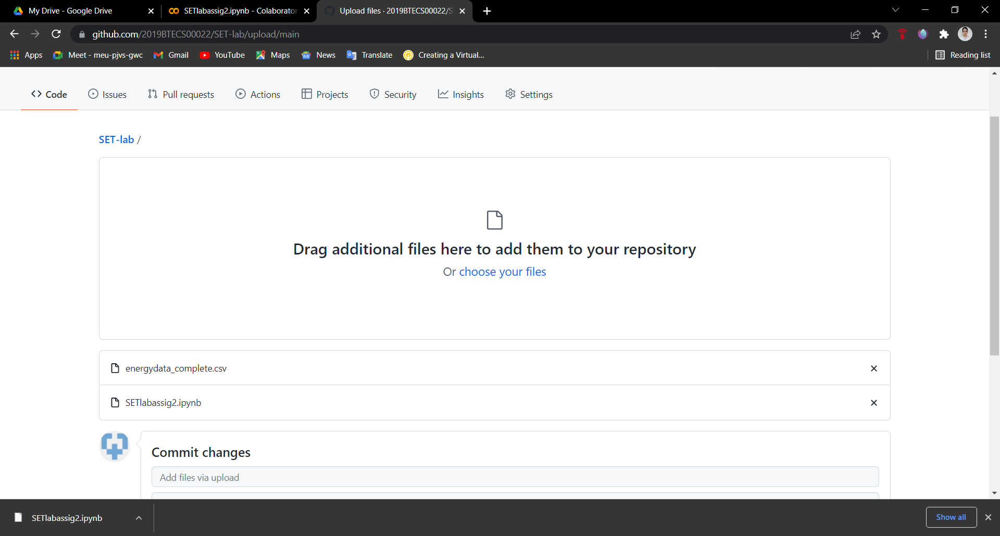 My Drive - Google Drive
SETlabassig2.ipynb - Colaborator
Upload files · 2019BTECS00022/S
github.com/2019BTECS00022/SET-lab/upload/main
Apps Meet - meu-pjvs-gwc Gmail YouTube Maps News Translate Creating a Virtual... Reading list
Code Issues Pull requests Actions Projects Security Insights Settings
SET-lab /
Drag additional files here to add them to your repository
Or choose your files
energydata_complete.csv
SETlabassig2.ipynb
Commit changes
Add files via upload
SETlabassig2.ipynb
Show all